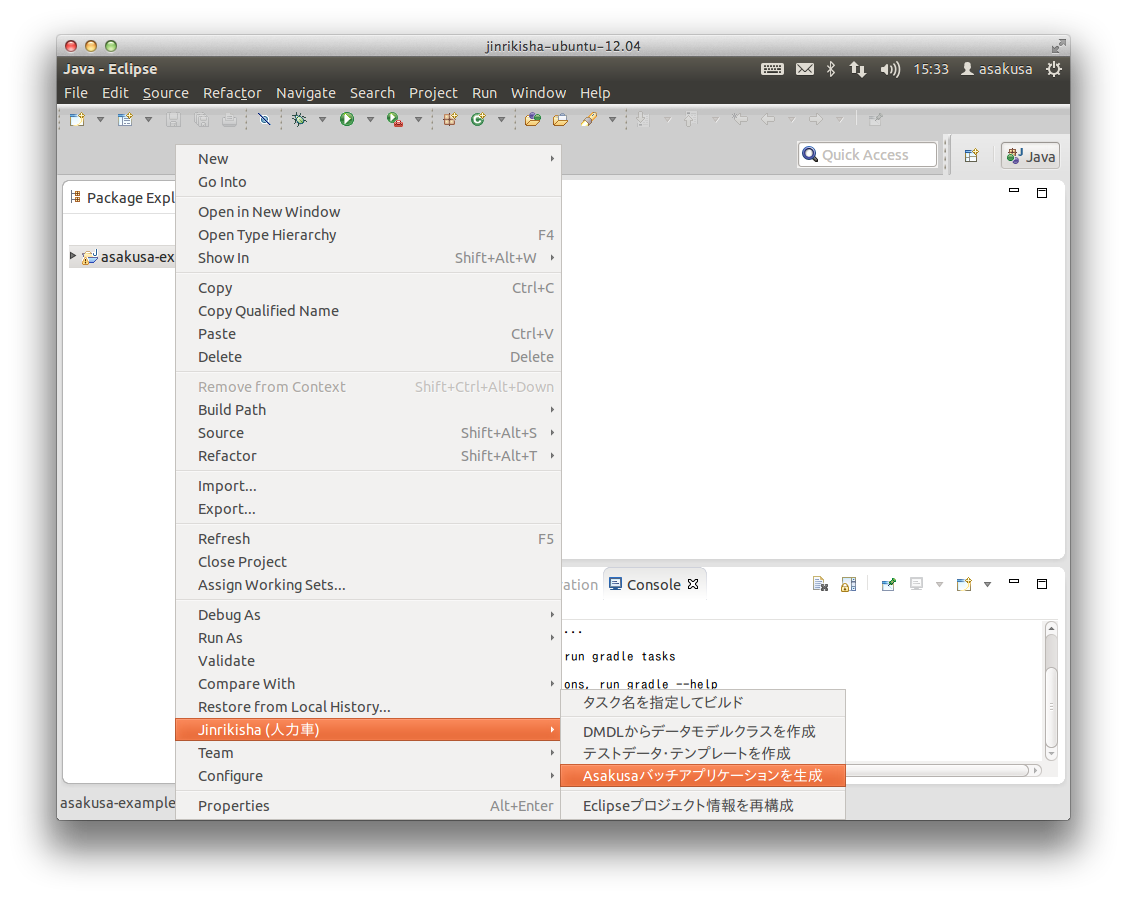 jinrikisha-ubuntu-12.04
Java - Eclipse
15:33 asakusa
File Edit Source Refactor Navigate Search Project Run Window Help
Quick Access
Java
Package Expl
asakusa-ex
New
Go Into
Open in New Window
Open Type Hierarchy F4
Show In Shift+Alt+W
Copy Ctrl+C
Copy Qualified Name
Paste Ctrl+V
Delete Delete
Remove from Context Shift+Ctrl+Alt+Down
Build Path
Source Shift+Alt+S
Refactor Shift+Alt+T
Import...
Export...
Refresh F5
Close Project
Assign Working Sets...
Debug As
Run As
Validate
Compare With
Restore from Local History...
Jinrikisha (人力車)
Team
Configure
Properties Alt+Enter
ation Console
...
run gradle tasks
ons, run gradle --help
タスク名を指定してビルド
DMDLからデータモデルクラスを作成
テストデータ・テンプレートを作成
Asakusaバッチアプリケーションを生成
Eclipseプロジェクト情報を再構成
asakusa-example